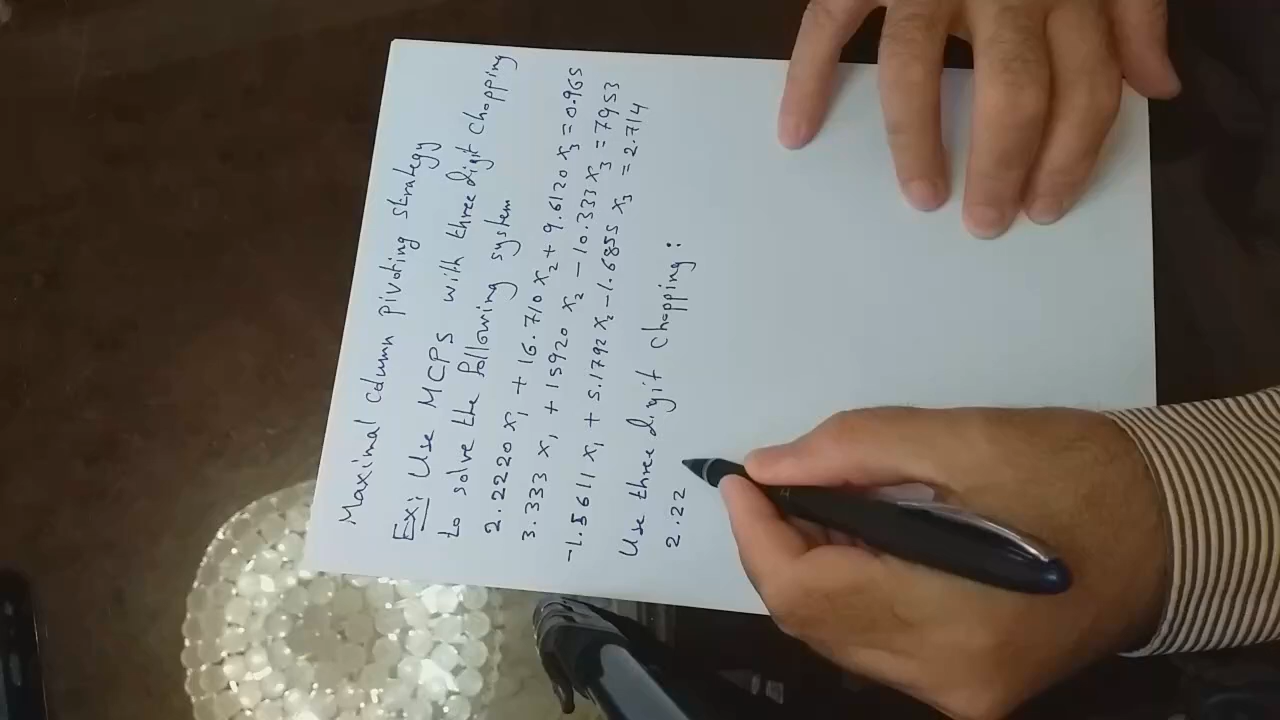 Maximal column pivoting strategy
Ex: Use MCPS with three digit chopping
to solve the following system
2.2220 x₁ + 16.710 x₂ + 9.6120 x₃ = 0.965
3.333 x₁ + 15920 x₂ - 10.333 x₃ = 7953
-1.5611 x₁ + 5.1792 x₂ - 1.6855 x₃ = 2.714
Use three digit chopping :
2.22